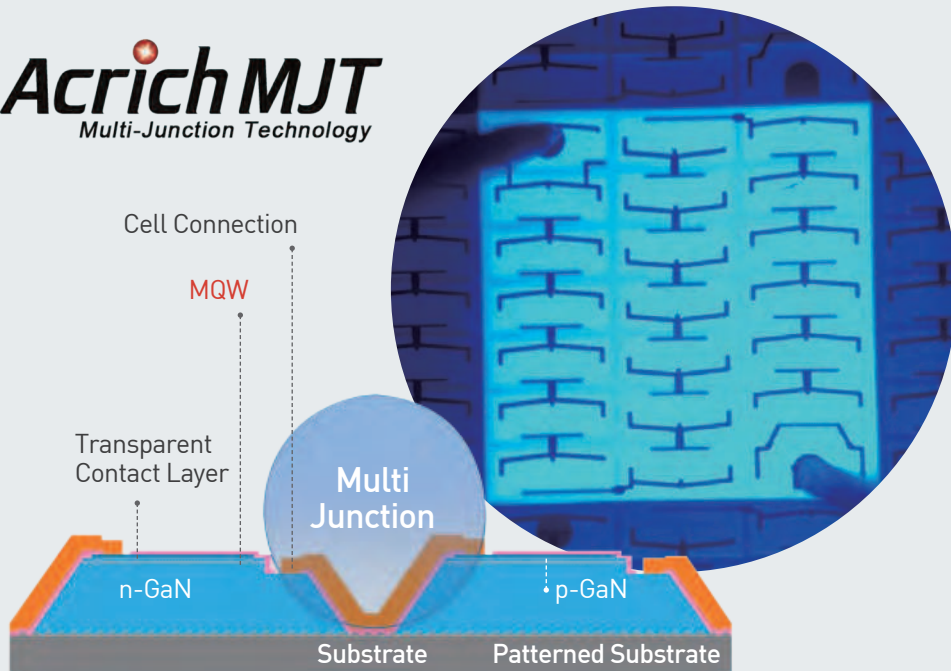 Acrich MJT
Multi-Junction Technology
Cell Connection
MQW
Transparent
Contact Layer
Multi
Junction
n-GaN
p-GaN
Substrate
Patterned Substrate